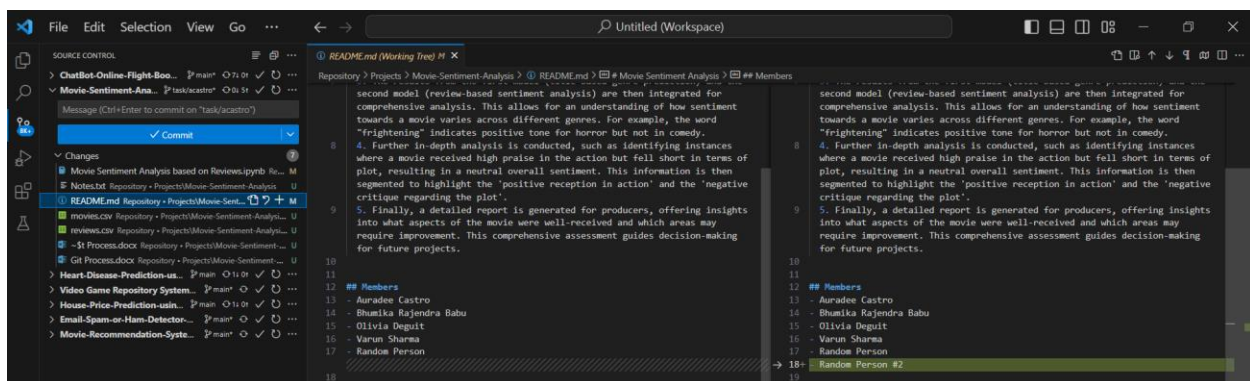 File Edit Selection View Go ···
Untitled (Workspace)
SOURCE CONTROL
README.md (Working Tree) M
ChatBot-Online-Flight-Boo... main*
Repository > Projects > Movie-Sentiment-Analysis > README.md > # Movie Sentiment Analysis > ## Members
Movie-Sentiment-Ana... task/acastro*
Message (Ctrl+Enter to commit on "task/acastro")
Commit
Changes 7
Movie Sentiment Analysis based on Reviews.ipynb Re... M
Notes.txt Repository • Projects\Movie-Sentiment-Analysis U
README.md Repository • Projects\Movie-Sent... M
movies.csv Repository • Projects\Movie-Sentiment-Analysi... U
reviews.csv Repository • Projects\Movie-Sentiment-Analysi... U
~$t Process.docx Repository • Projects\Movie-Sentiment-... U
Git Process.docx Repository • Projects\Movie-Sentiment-... U
Heart-Disease-Prediction-us... main
Video Game Repository System... main*
House-Price-Prediction-usin... main
Email-Spam-or-Ham-Detector-... main*
Movie-Recommendation-Syste... main*
second model (review-based sentiment analysis) are then integrated for
comprehensive analysis. This allows for an understanding of how sentiment
towards a movie varies across different genres. For example, the word
"frightening" indicates positive tone for horror but not in comedy.
8 4. Further in-depth analysis is conducted, such as identifying instances
where a movie received high praise in the action but fell short in terms of
plot, resulting in a neutral overall sentiment. This information is then
segmented to highlight the 'positive reception in action' and the 'negative
critique regarding the plot'.
9 5. Finally, a detailed report is generated for producers, offering insights
into what aspects of the movie were well-received and which areas may
require improvement. This comprehensive assessment guides decision-making
for future projects.
10
11
12 ## Members
13 - Auradee Castro
14 - Bhumika Rajendra Babu
15 - Olivia Deguit
16 - Varun Sharma
17 - Random Person
18
second model (review-based sentiment analysis) are then integrated for
comprehensive analysis. This allows for an understanding of how sentiment
towards a movie varies across different genres. For example, the word
"frightening" indicates positive tone for horror but not in comedy.
8 4. Further in-depth analysis is conducted, such as identifying instances
where a movie received high praise in the action but fell short in terms of
plot, resulting in a neutral overall sentiment. This information is then
segmented to highlight the 'positive reception in action' and the 'negative
critique regarding the plot'.
9 5. Finally, a detailed report is generated for producers, offering insights
into what aspects of the movie were well-received and which areas may
require improvement. This comprehensive assessment guides decision-making
for future projects.
10
11
12 ## Members
13 - Auradee Castro
14 - Bhumika Rajendra Babu
15 - Olivia Deguit
16 - Varun Sharma
17 - Random Person
18+ - Random Person #2
19